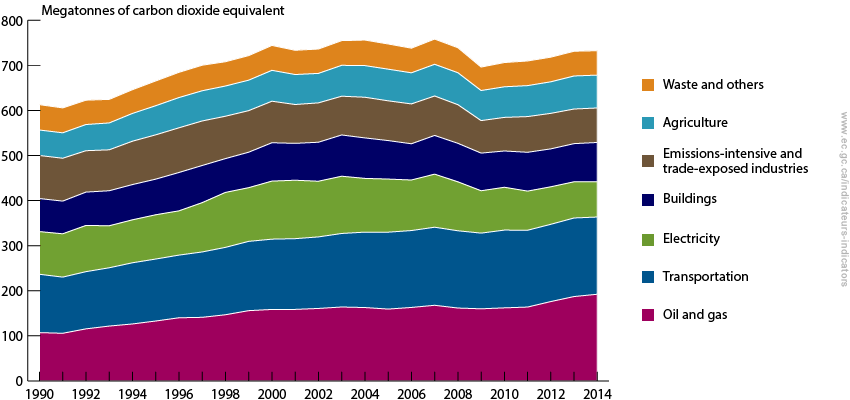 Megatonnes of carbon dioxide equivalent
800
700
600
500
400
300
200
100
0
1990 1992 1994 1996 1998 2000 2002 2004 2006 2008 2010 2012 2014
Waste and others
Agriculture
Emissions-intensive and
trade-exposed industries
Buildings
Electricity
Transportation
Oil and gas
www.ec.gc.ca/indicateurs-indicators